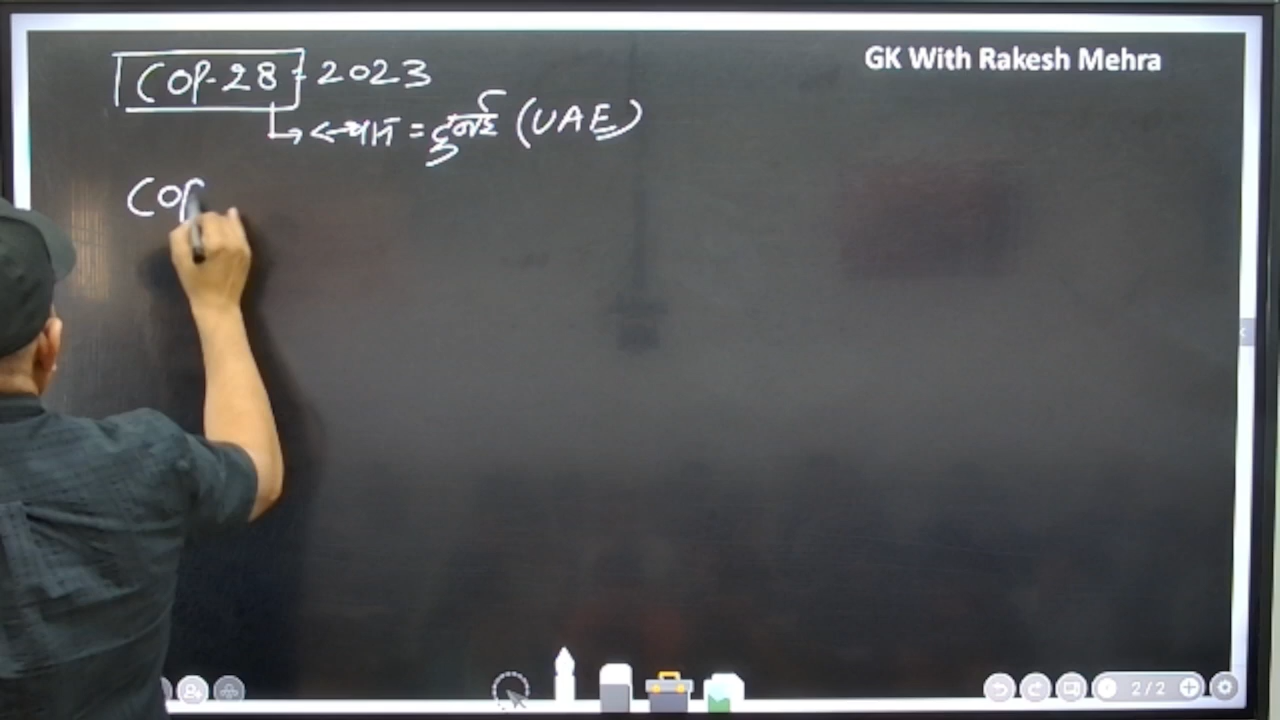 GK With Rakesh Mehra
COP-28 - 2023
स्थान = दुबई (UAE)
COP
2/2